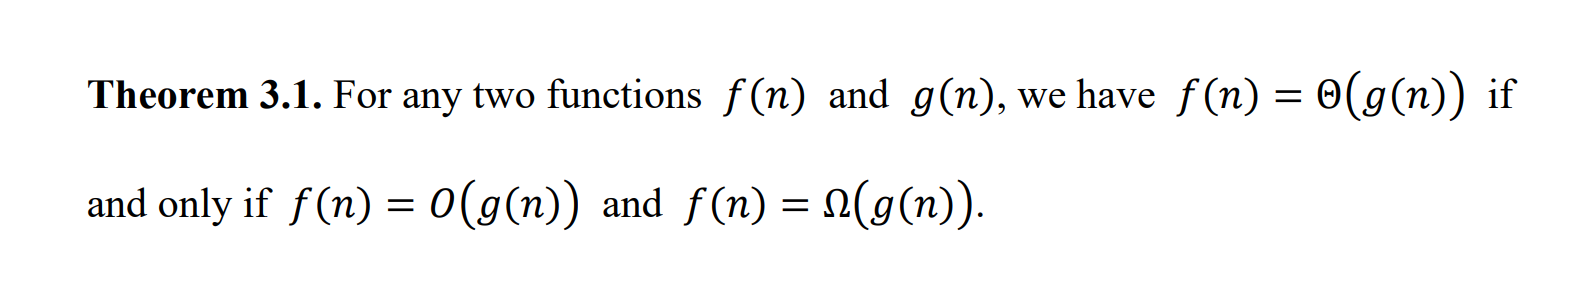 Theorem 3.1. For any two functions f(n) and g(n), we have f(n) = Θ(g(n)) if
and only if f(n) = O(g(n)) and f(n) = Ω(g(n)).